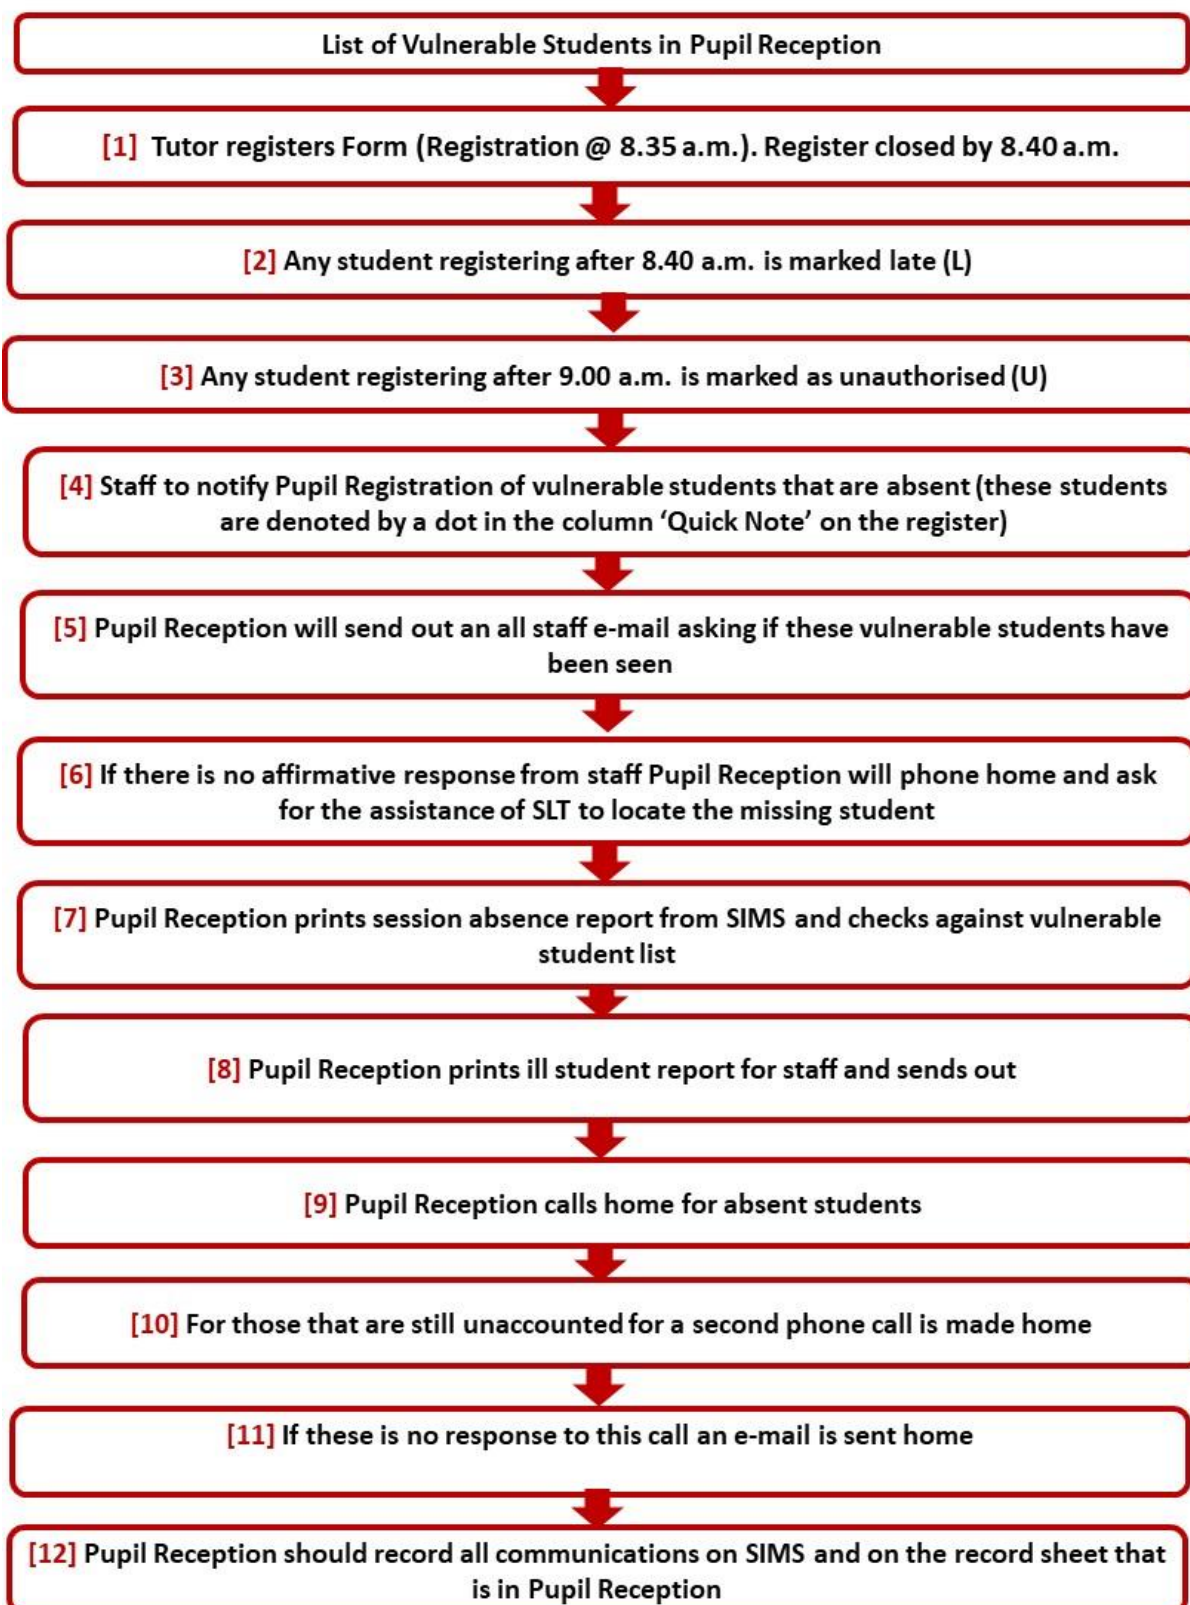 List of Vulnerable Students in Pupil Reception
[1] Tutor registers Form (Registration @ 8.35 a.m.). Register closed by 8.40 a.m.
[2] Any student registering after 8.40 a.m. is marked late (L)
[3] Any student registering after 9.00 a.m. is marked as unauthorised (U)
[4] Staff to notify Pupil Registration of vulnerable students that are absent (these students
are denoted by a dot in the column ‘Quick Note’ on the register)
[5] Pupil Reception will send out an all staff e-mail asking if these vulnerable students have
been seen
[6] If there is no affirmative response from staff Pupil Reception will phone home and ask
for the assistance of SLT to locate the missing student
[7] Pupil Reception prints session absence report from SIMS and checks against vulnerable
student list
[8] Pupil Reception prints ill student report for staff and sends out
[9] Pupil Reception calls home for absent students
[10] For those that are still unaccounted for a second phone call is made home
[11] If these is no response to this call an e-mail is sent home
[12] Pupil Reception should record all communications on SIMS and on the record sheet that
is in Pupil Reception